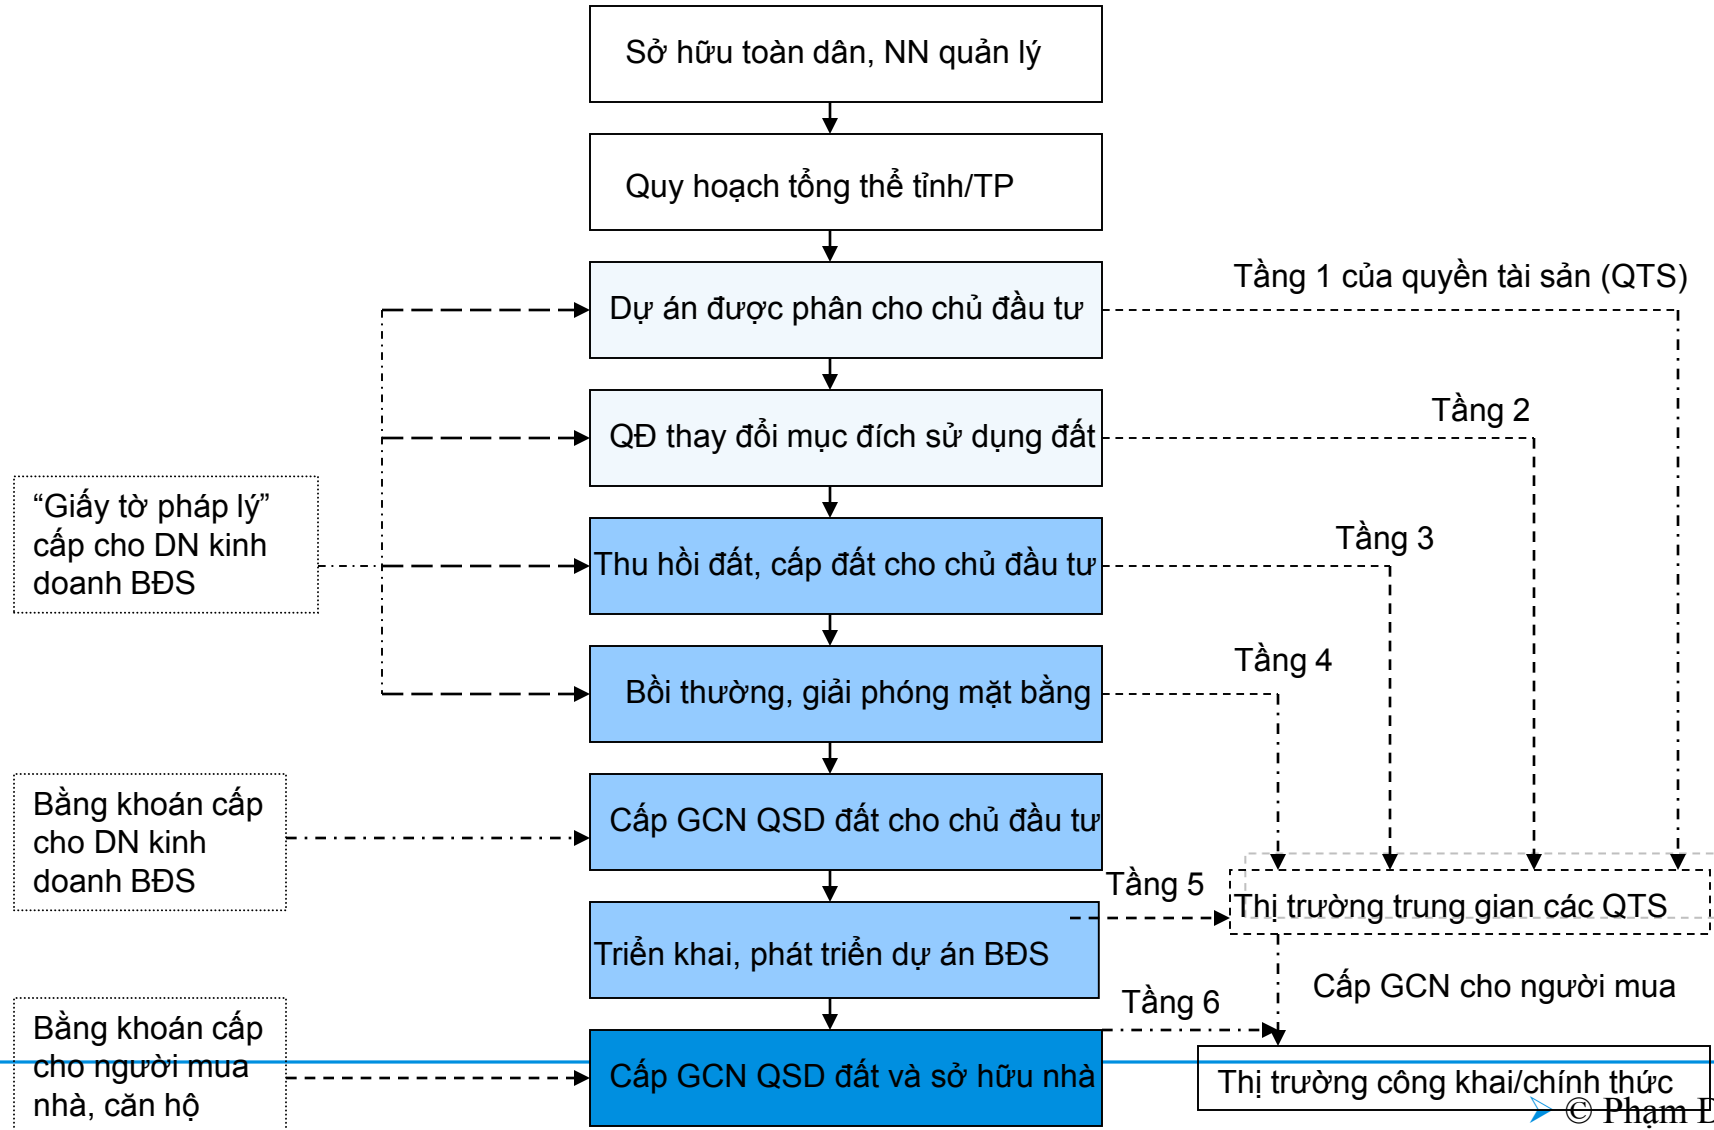 Sở hữu toàn dân, NN quản lý
Quy hoạch tổng thể tỉnh/TP
Dự án được phân cho chủ đầu tư
Tầng 1 của quyền tài sản (QTS)
QĐ thay đổi mục đích sử dụng đất
Tầng 2
“Giấy tờ pháp lý”
cấp cho DN kinh
doanh BĐS
Thu hồi đất, cấp đất cho chủ đầu tư
Tầng 3
Bồi thường, giải phóng mặt bằng
Tầng 4
Bằng khoán cấp
cho DN kinh
doanh BĐS
Cấp GCN QSD đất cho chủ đầu tư
Tầng 5
Thị trường trung gian các QTS
Triển khai, phát triển dự án BĐS
Cấp GCN cho người mua
Tầng 6
Bằng khoán cấp
cho người mua
nhà, căn hộ
Cấp GCN QSD đất và sở hữu nhà
Thị trường công khai/chính thức
© Phạm